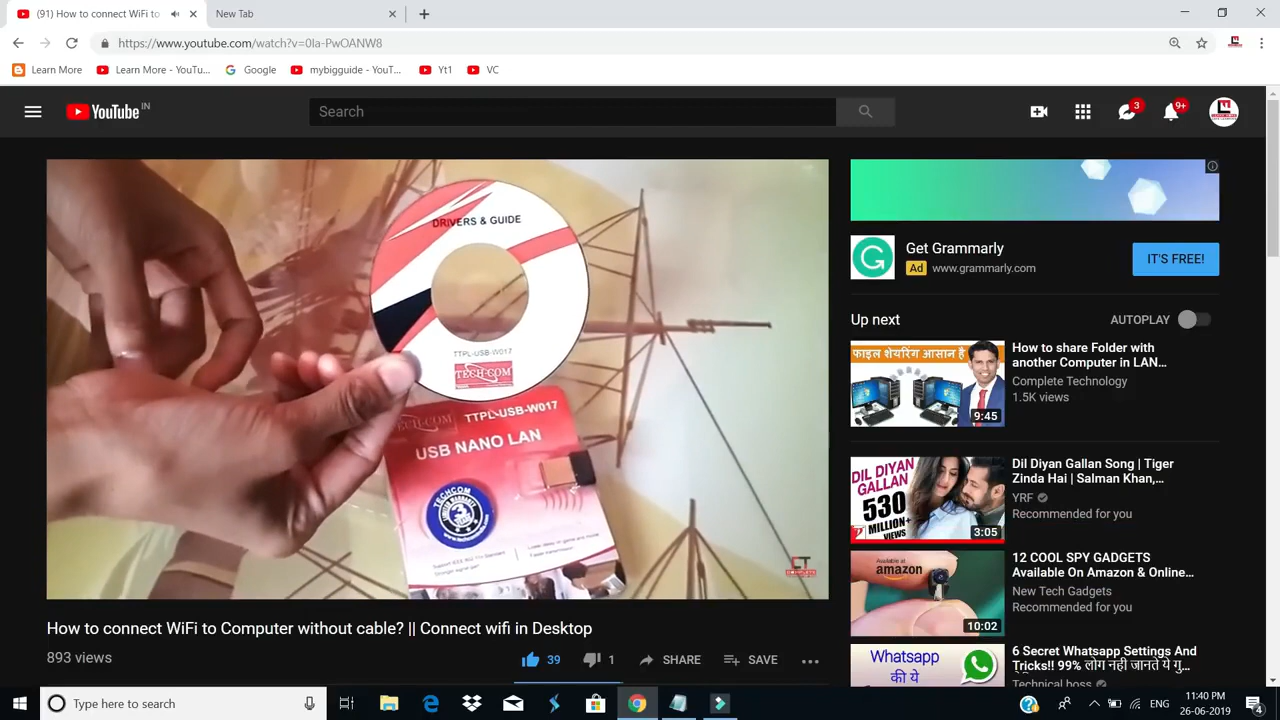 (91) How to connect WiFi to
New Tab
https://www.youtube.com/watch?v=0la-PwOANW8
Learn More
Learn More - YouTu...
Google
mybigguide - YouT...
Yt1
VC
YouTube IN
Search
3
9+
DRIVERS & GUIDE
TTPL-USB-W017
TECH-COM
TTPL-USB-W017
USB NANO LAN
CT
Get Grammarly
Ad www.grammarly.com
IT'S FREE!
Up next
AUTOPLAY
फाइल शेयरिंग आसान है
9:45
How to share Folder with
another Computer in LAN...
Complete Technology
1.5K views
DIL DIYAN
GALLAN
530
MILLION+
VIEWS
3:05
Dil Diyan Gallan Song | Tiger
Zinda Hai | Salman Khan,...
YRF
Recommended for you
Available at
amazon
10:02
12 COOL SPY GADGETS
Available On Amazon & Online...
New Tech Gadgets
Recommended for you
Whatsapp
की ये
6 Secret Whatsapp Settings And
Tricks!! 99% लोग नही जानते ये गु...
Technical boss
How to connect WiFi to Computer without cable? || Connect wifi in Desktop
893 views
39
1
SHARE
SAVE
Type here to search
ENG
11:40 PM
26-06-2019
4